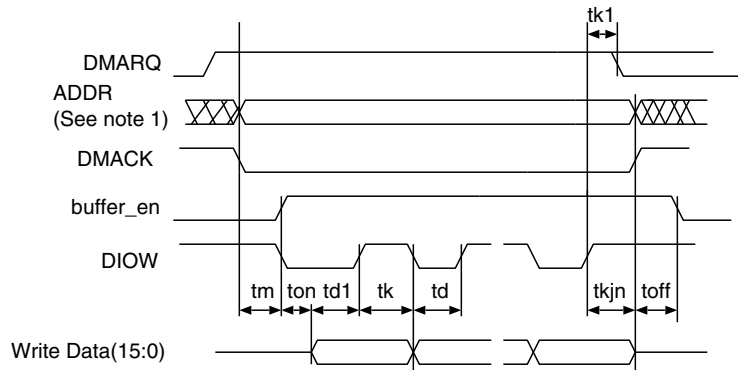 tk1
DMARQ
ADDR
(See note 1)
DMACK
buffer_en
DIOW
tm ton td1 tk td tkjn toff
Write Data(15:0)